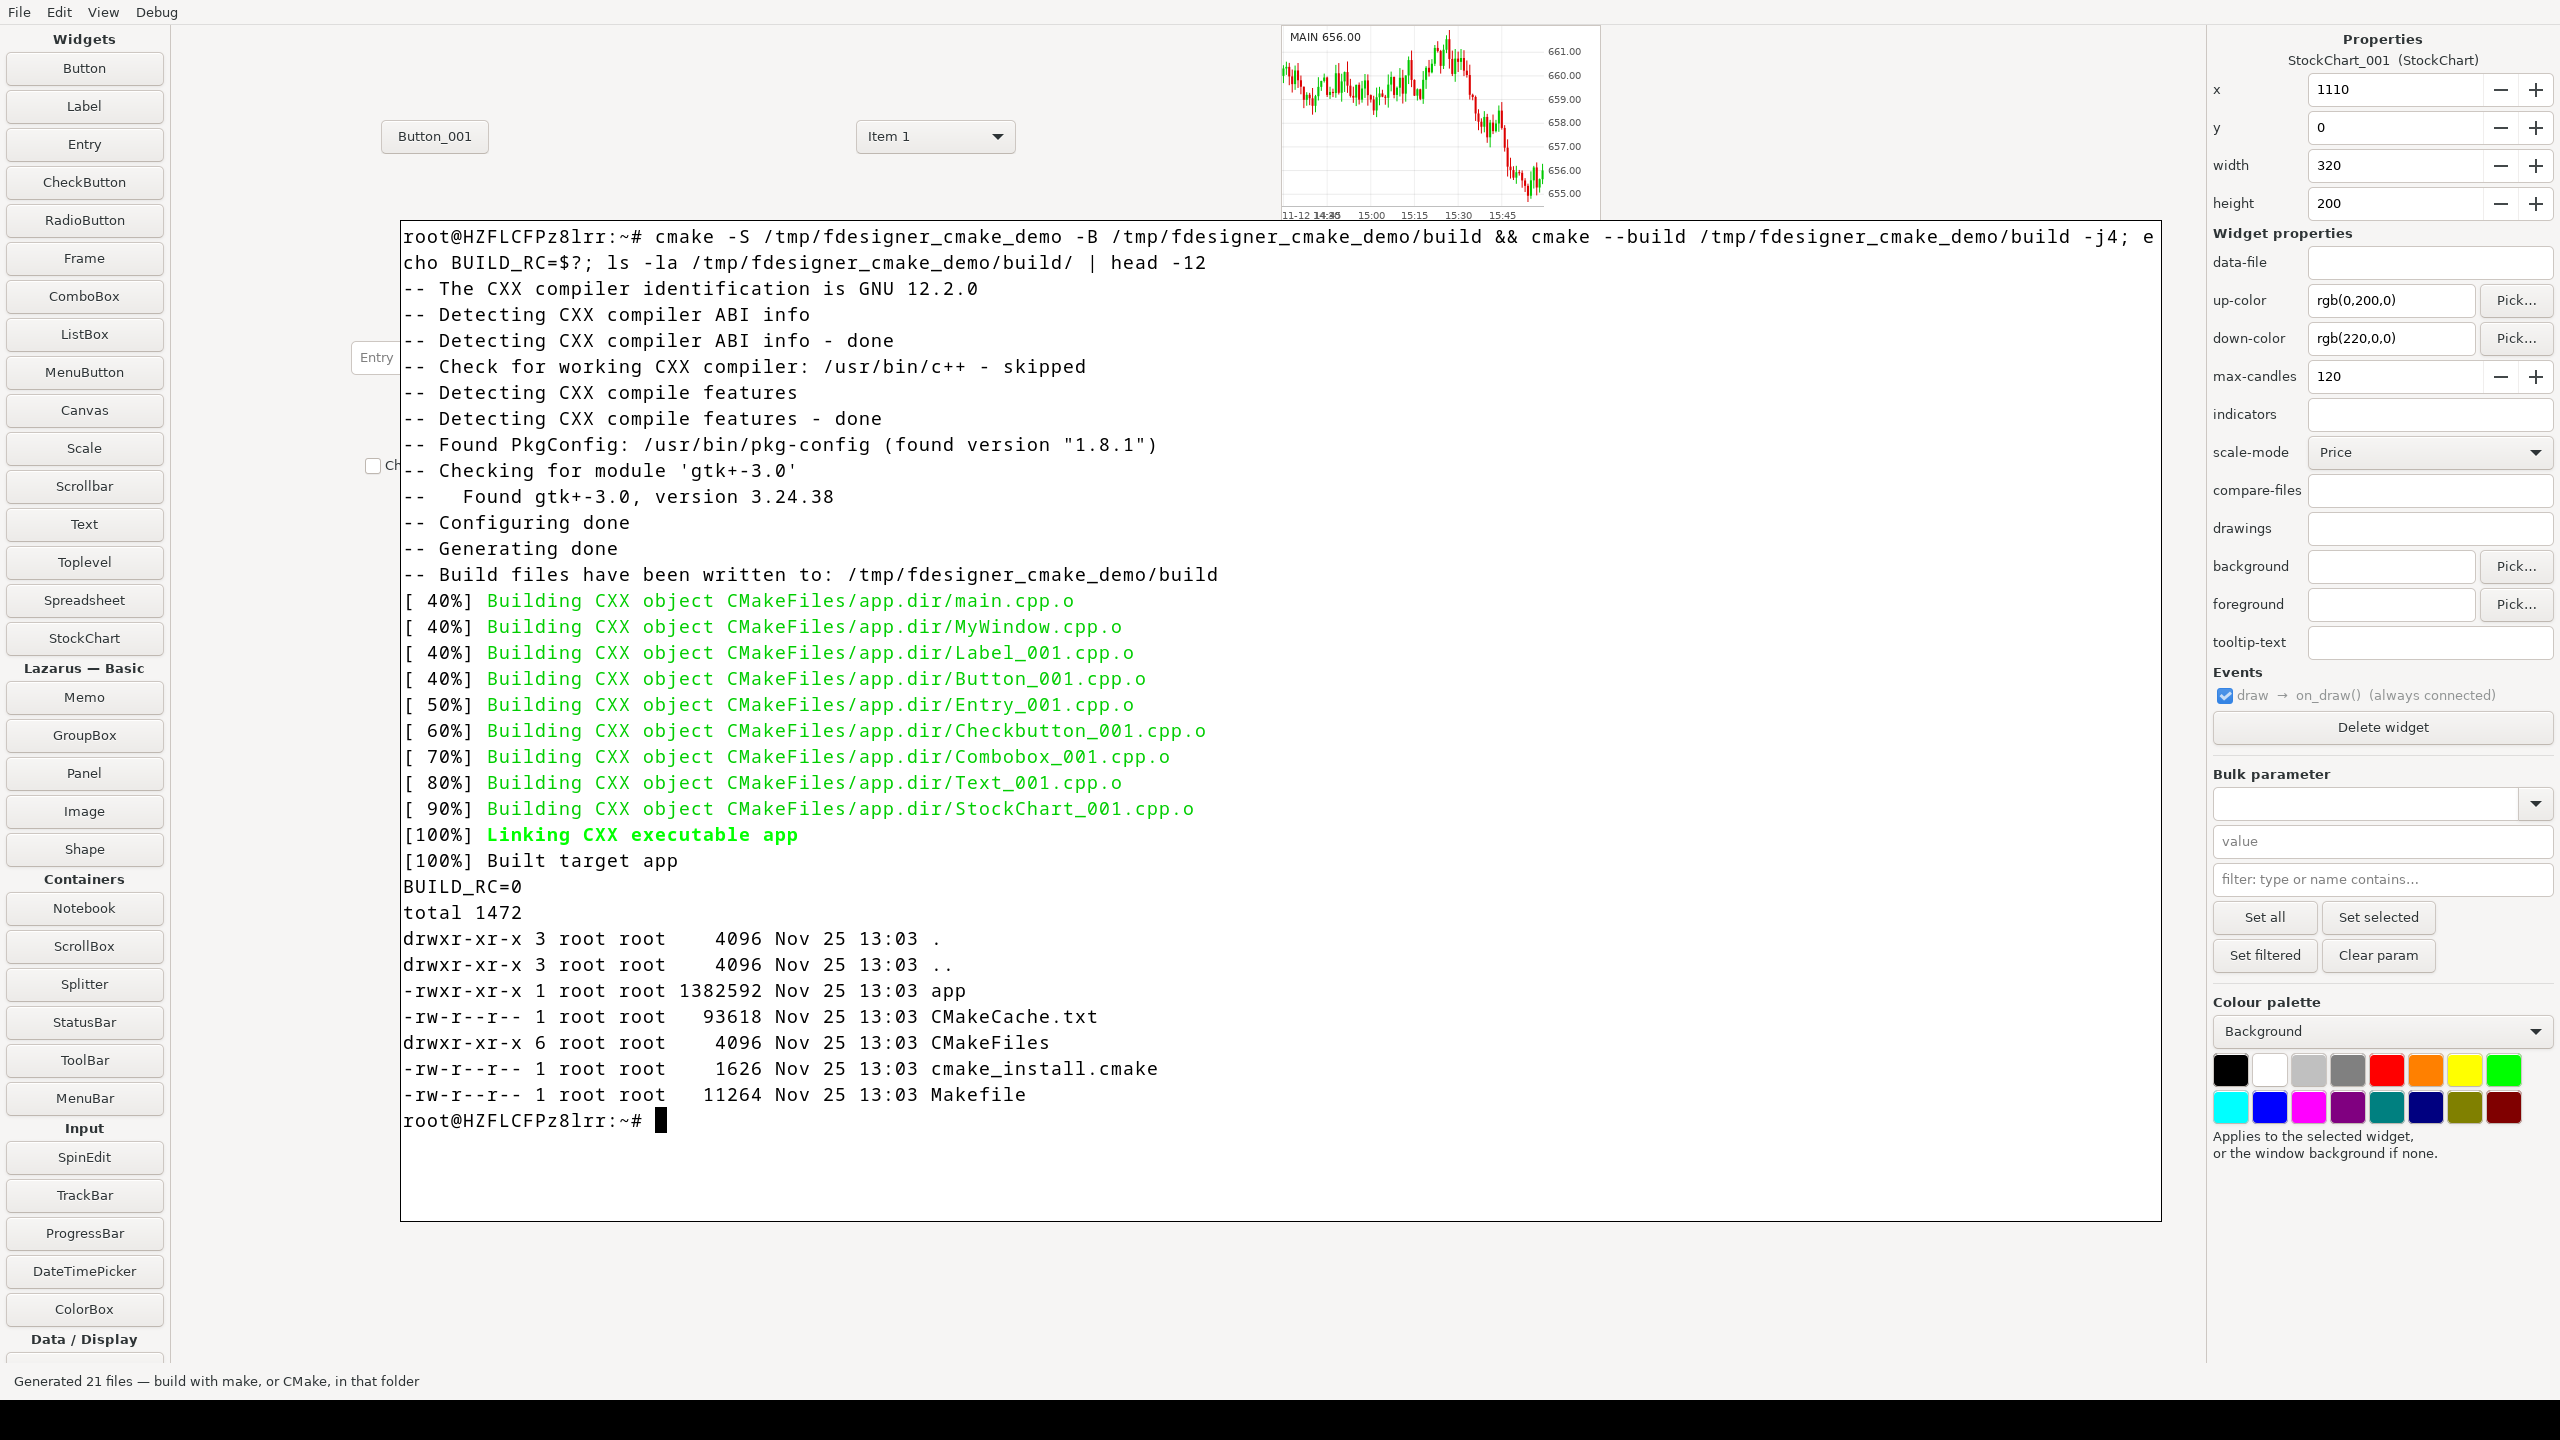 File Edit View Debug
Widgets
Button
Label
Entry
CheckButton
RadioButton
Frame
ComboBox
ListBox
MenuButton
Canvas
Scale
Scrollbar
Text
Toplevel
Spreadsheet
StockChart
Lazarus — Basic
Memo
GroupBox
Panel
Image
Shape
Containers
Notebook
ScrollBox
Splitter
StatusBar
ToolBar
MenuBar
Input
SpinEdit
TrackBar
ProgressBar
DateTimePicker
ColorBox
Data / Display
Button_001
Item 1
Entry
Ch
MAIN 656.00
661.00
660.00
659.00
658.00
657.00
656.00
655.00
11-12 15:00 15:15 15:30 15:45
root@HZFLCFPz8lrr:~# cmake -S /tmp/fdesigner_cmake_demo -B /tmp/fdesigner_cmake_demo/build && cmake --build /tmp/fdesigner_cmake_demo/build -j4; e
cho BUILD_RC=$?; ls -la /tmp/fdesigner_cmake_demo/build/ | head -12
-- The CXX compiler identification is GNU 12.2.0
-- Detecting CXX compiler ABI info
-- Detecting CXX compiler ABI info - done
-- Check for working CXX compiler: /usr/bin/c++ - skipped
-- Detecting CXX compile features
-- Detecting CXX compile features - done
-- Found PkgConfig: /usr/bin/pkg-config (found version "1.8.1")
-- Checking for module 'gtk+-3.0'
--   Found gtk+-3.0, version 3.24.38
-- Configuring done
-- Generating done
-- Build files have been written to: /tmp/fdesigner_cmake_demo/build
[ 40%] Building CXX object CMakeFiles/app.dir/main.cpp.o
[ 40%] Building CXX object CMakeFiles/app.dir/MyWindow.cpp.o
[ 40%] Building CXX object CMakeFiles/app.dir/Label_001.cpp.o
[ 40%] Building CXX object CMakeFiles/app.dir/Button_001.cpp.o
[ 50%] Building CXX object CMakeFiles/app.dir/Entry_001.cpp.o
[ 60%] Building CXX object CMakeFiles/app.dir/Checkbutton_001.cpp.o
[ 70%] Building CXX object CMakeFiles/app.dir/Combobox_001.cpp.o
[ 80%] Building CXX object CMakeFiles/app.dir/Text_001.cpp.o
[ 90%] Building CXX object CMakeFiles/app.dir/StockChart_001.cpp.o
[100%] Linking CXX executable app
[100%] Built target app
BUILD_RC=0
total 1472
drwxr-xr-x 3 root root    4096 Nov 25 13:03 .
drwxr-xr-x 3 root root    4096 Nov 25 13:03 ..
-rwxr-xr-x 1 root root 1382592 Nov 25 13:03 app
-rw-r--r-- 1 root root   93618 Nov 25 13:03 CMakeCache.txt
drwxr-xr-x 6 root root    4096 Nov 25 13:03 CMakeFiles
-rw-r--r-- 1 root root    1626 Nov 25 13:03 cmake_install.cmake
-rw-r--r-- 1 root root   11264 Nov 25 13:03 Makefile
root@HZFLCFPz8lrr:~#
Properties
StockChart_001 (StockChart)
x 1110
y 0
width 320
height 200
Widget properties
data-file
up-color rgb(0,200,0) Pick...
down-color rgb(220,0,0) Pick...
max-candles 120
indicators
scale-mode Price
compare-files
drawings
background Pick...
foreground Pick...
tooltip-text
Events
draw → on_draw() (always connected)
Delete widget
Bulk parameter
value
filter: type or name contains...
Set all Set selected
Set filtered Clear param
Colour palette
Background
Applies to the selected widget,
or the window background if none.
Generated 21 files — build with make, or CMake, in that folder